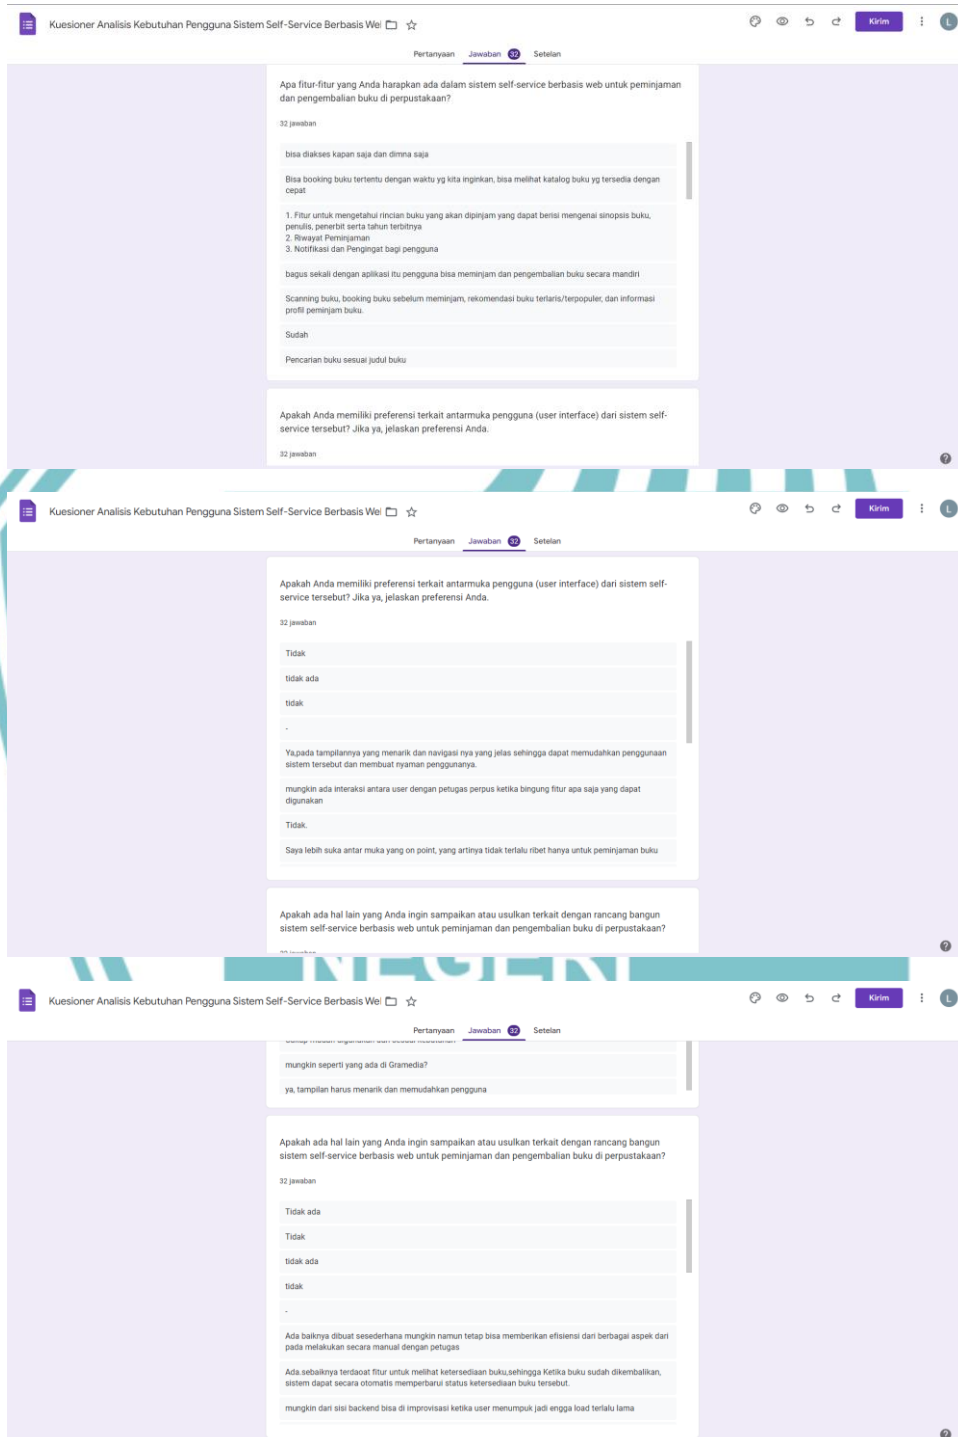 Kuesioner Analisis Kebutuhan Pengguna Sistem Self-Service Berbasis We
Kirim
L
Pertanyaan Jawaban 32 Setelan
Apa fitur-fitur yang Anda harapkan ada dalam sistem self-service berbasis web untuk peminjaman
dan pengembalian buku di perpustakaan?
32 jawaban
bisa diakses kapan saja dan dimna saja
Bisa booking buku tertentu dengan waktu yg kita inginkan, bisa melihat katalog buku yg tersedia dengan
cepat
1. Fitur untuk mengetahui rincian buku yang akan dipinjam yang dapat berisi mengenai sinopsis buku,
penulis, penerbit serta tahun terbitnya
2. Riwayat Peminjaman
3. Notifikasi dan Pengingat bagi pengguna
bagus sekali dengan aplikasi itu pengguna bisa meminjam dan pengembalian buku secara mandiri
Scanning buku, booking buku sebelum meminjam, rekomendasi buku terlaris/terpopuler, dan informasi
profil peminjam buku.
Sudah
Pencarian buku sesuai judul buku
Apakah Anda memiliki preferensi terkait antarmuka pengguna (user interface) dari sistem self-
service tersebut? Jika ya, jelaskan preferensi Anda.
32 jawaban
Kuesioner Analisis Kebutuhan Pengguna Sistem Self-Service Berbasis We
Kirim
L
Pertanyaan Jawaban 32 Setelan
Apakah Anda memiliki preferensi terkait antarmuka pengguna (user interface) dari sistem self-
service tersebut? Jika ya, jelaskan preferensi Anda.
32 jawaban
Tidak
tidak ada
tidak
-
Ya,pada tampilannya yang menarik dan navigasi nya yang jelas sehingga dapat memudahkan penggunaan
sistem tersebut dan membuat nyaman penggunanya.
mungkin ada interaksi antara user dengan petugas perpus ketika bingung fitur apa saja yang dapat
digunakan
Tidak.
Saya lebih suka antar muka yang on point, yang artinya tidak terlalu ribet hanya untuk peminjaman buku
Apakah ada hal lain yang Anda ingin sampaikan atau usulkan terkait dengan rancang bangun
sistem self-service berbasis web untuk peminjaman dan pengembalian buku di perpustakaan?
NEGERI
Kuesioner Analisis Kebutuhan Pengguna Sistem Self-Service Berbasis We
Kirim
L
Pertanyaan Jawaban 32 Setelan
mungkin seperti yang ada di Gramedia?
ya, tampilan harus menarik dan memudahkan pengguna
Apakah ada hal lain yang Anda ingin sampaikan atau usulkan terkait dengan rancang bangun
sistem self-service berbasis web untuk peminjaman dan pengembalian buku di perpustakaan?
32 jawaban
Tidak ada
Tidak
tidak ada
tidak
-
Ada baiknya dibuat sesederhana mungkin namun tetap bisa memberikan efisiensi dari berbagai aspek dari
pada melakukan secara manual dengan petugas
Ada.sebaiknya terdaoat fitur untuk melihat ketersediaan buku,sehingga Ketika buku sudah dikembalikan,
sistem dapat secara otomatis memperbarui status ketersediaan buku tersebut.
mungkin dari sisi backend bisa di improvisasi ketika user menumpuk jadi engga load terlalu lama